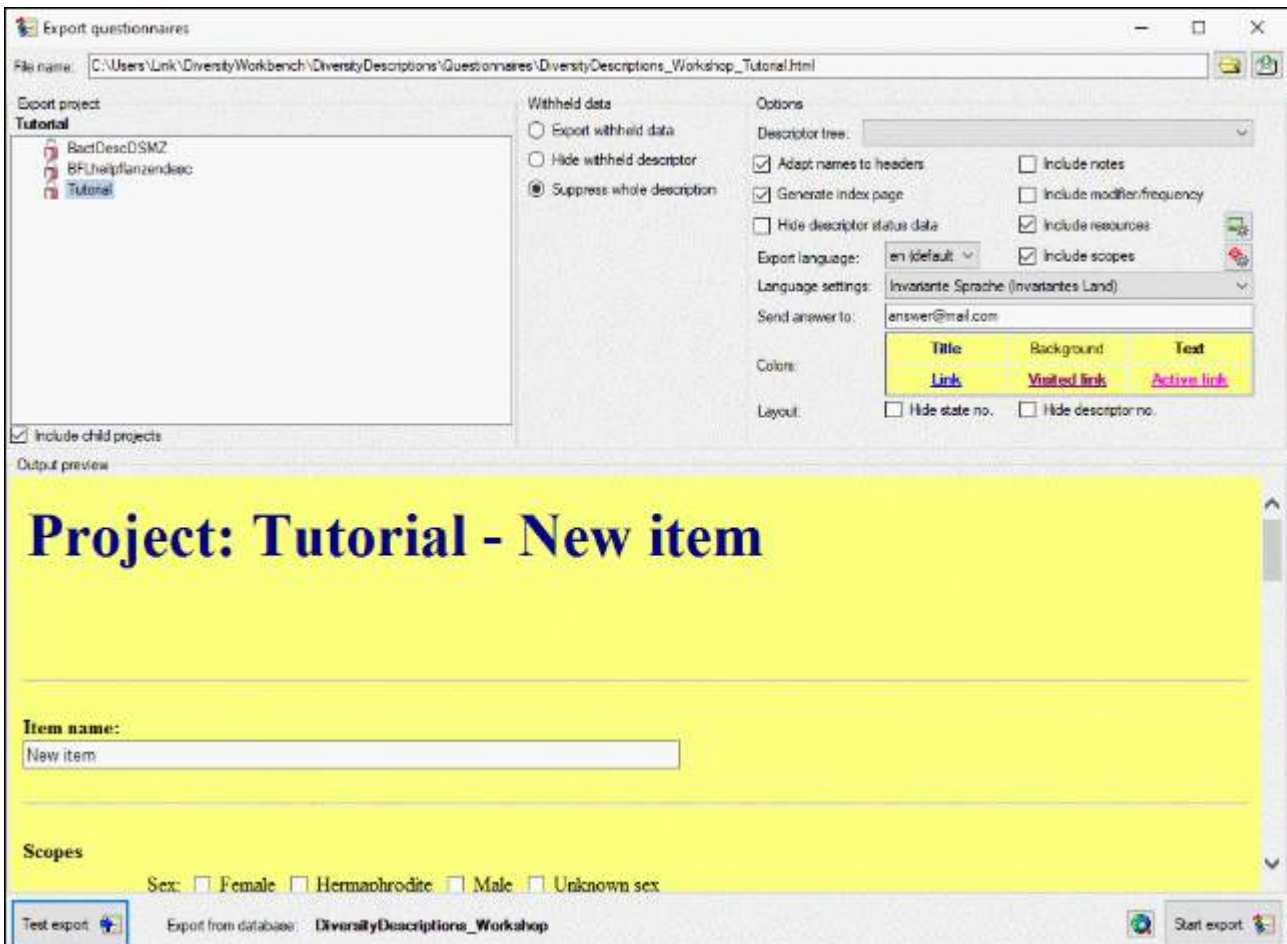 Export questionnaires
File name: C:\Users\Link\DiversityWorkbench\DiversityDescriptions\Questionnaires\DiversityDescriptions_Workshop_Tutorial.html
Export project
Tutorial
BactDescDSMZ
BFLheilpflanzendesc
Tutorial
Include child projects
Withheld data
Export withheld data
Hide withheld descriptor
Suppress whole description
Options
Descriptor tree:
Adapt names to headers Include notes
Generate index page Include modifier/frequency
Hide descriptor status data Include resources
Export language: en (default Include scopes
Language settings: Invariante Sprache (Invariantes Land)
Send answer to: answer@mail.com
Colors: Title Background Text
Link Visited link Active link
Layout: Hide state no. Hide descriptor no.
Output preview
Project: Tutorial - New item
Item name:
New item
Scopes
Sex: Female Hermaphrodite Male Unknown sex
Test export Export from database: DiversityDescriptions_Workshop Start export